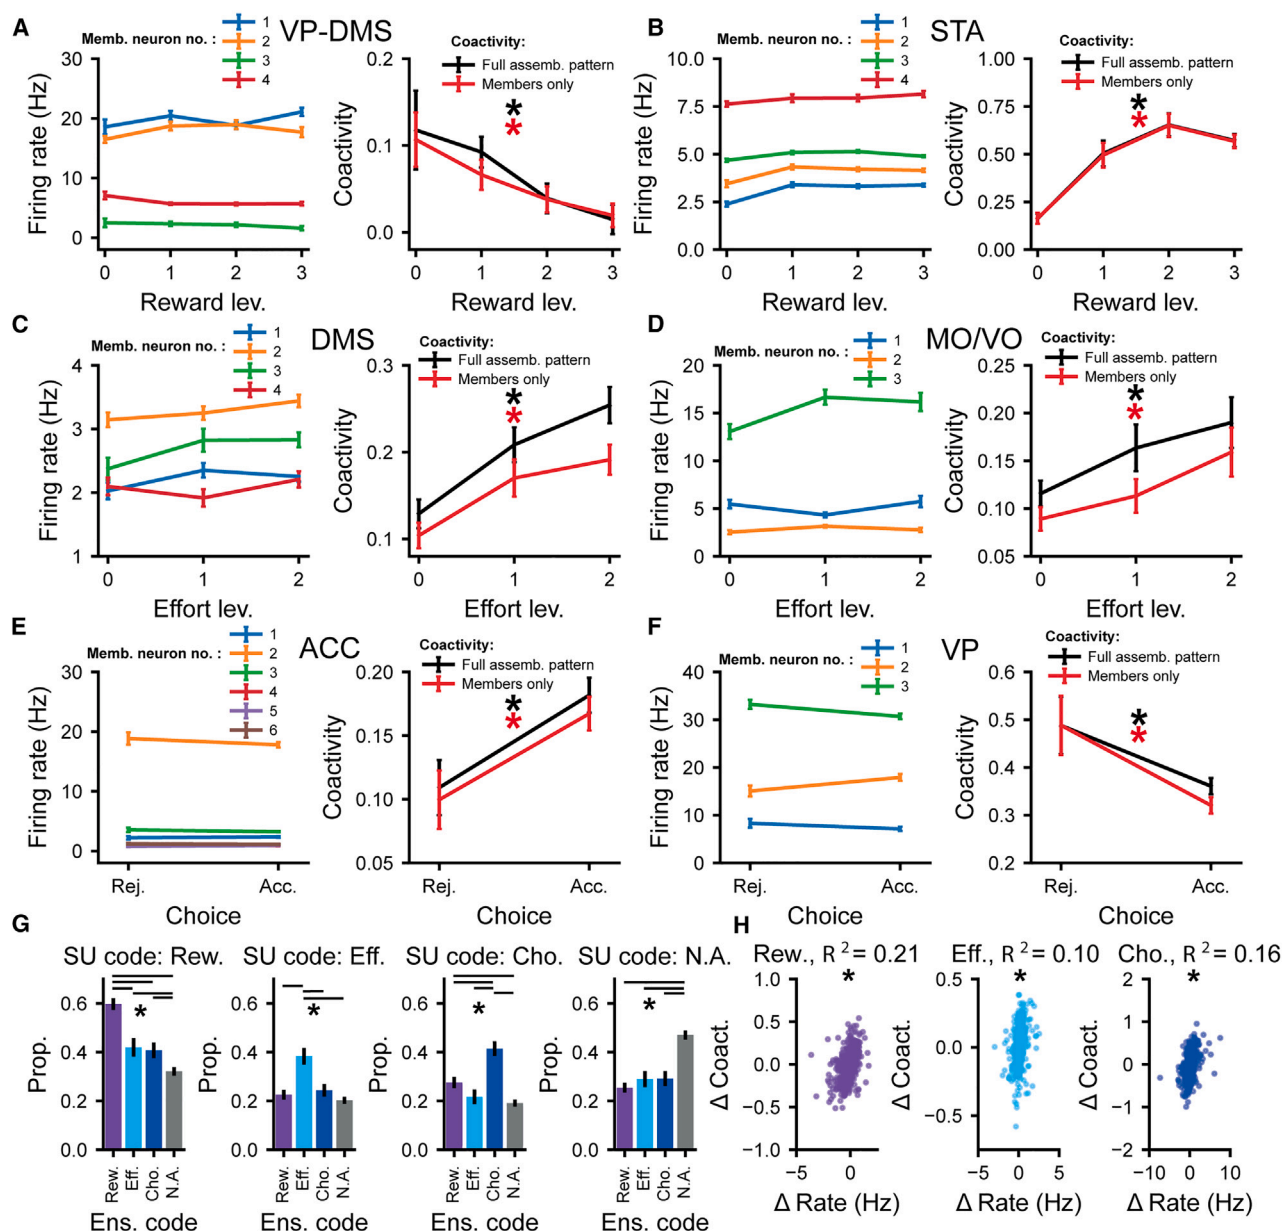 A
VP-DMS
Memb. neuron no. :
1
2
3
4
Firing rate (Hz)
30
20
10
0
0 1 2 3
Reward lev.
Coactivity:
Full assemb. pattern
Members only
**
Coactivity
0.2
0.1
0.0
0 1 2 3
Reward lev.
B
STA
Memb. neuron no. :
1
2
3
4
Firing rate (Hz)
10.0
7.5
5.0
2.5
0.0
0 1 2 3
Reward lev.
Coactivity:
Full assemb. pattern
Members only
**
Coactivity
1.00
0.75
0.50
0.25
0.00
0 1 2 3
Reward lev.
C
DMS
Memb. neuron no. :
1
2
3
4
Firing rate (Hz)
4
3
2
1
0 1 2
Effort lev.
Coactivity:
Full assemb. pattern
Members only
**
Coactivity
0.3
0.2
0.1
0 1 2
Effort lev.
D
MO/VO
Memb. neuron no. :
1
2
3
Firing rate (Hz)
20
15
10
5
0
0 1 2
Effort lev.
Coactivity:
Full assemb. pattern
Members only
**
Coactivity
0.25
0.20
0.15
0.10
0.05
0 1 2
Effort lev.
E
ACC
Memb. neuron no. :
1
2
3
4
5
6
Firing rate (Hz)
30
20
10
0
Rej. Acc.
Choice
Coactivity:
Full assemb. pattern
Members only
**
Coactivity
0.20
0.15
0.10
0.05
Rej. Acc.
Choice
F
VP
Memb. neuron no. :
1
2
3
Firing rate (Hz)
40
30
20
10
0
Rej. Acc.
Choice
Coactivity:
Full assemb. pattern
Members only
**
Coactivity
0.6
0.5
0.4
0.3
0.2
Rej. Acc.
Choice
G
SU code: Rew.
*
Prop.
0.6
0.4
0.2
0.0
Rew. Eff. Cho. N.A.
Ens. code
SU code: Eff.
*
Prop.
0.6
0.4
0.2
0.0
Rew. Eff. Cho. N.A.
Ens. code
SU code: Cho.
*
Prop.
0.6
0.4
0.2
0.0
Rew. Eff. Cho. N.A.
Ens. code
SU code: N.A.
*
Prop.
0.6
0.4
0.2
0.0
Rew. Eff. Cho. N.A.
Ens. code
H
Rew., R² = 0.21
*
Δ Coact.
1.0
0.5
0.0
−0.5
−1.0
−5 0
Δ Rate (Hz)
Eff., R² = 0.10
*
Δ Coact.
0.5
0.0
−0.5
−5 0 5
Δ Rate (Hz)
Cho., R² = 0.16
*
Δ Coact.
2
1
0
−1
−2
−10 0 10
Δ Rate (Hz)